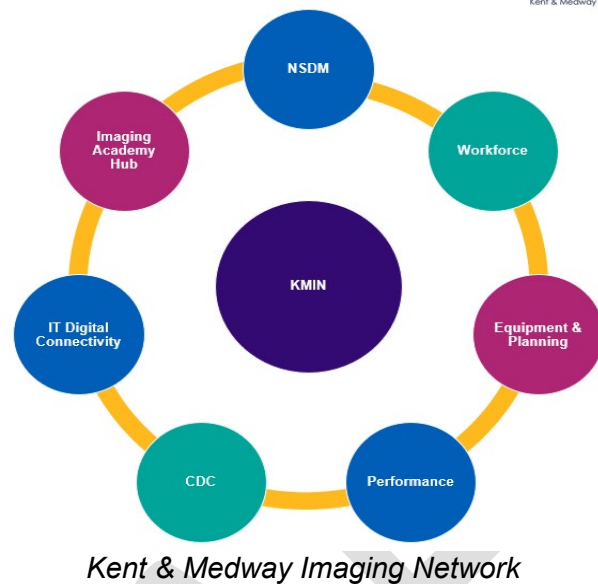 Kent & Medway
NSDM
Workforce
Equipment &
Planning
Performance
CDC
IT Digital
Connectivity
Imaging
Academy
Hub
KMIN
Kent & Medway Imaging Network